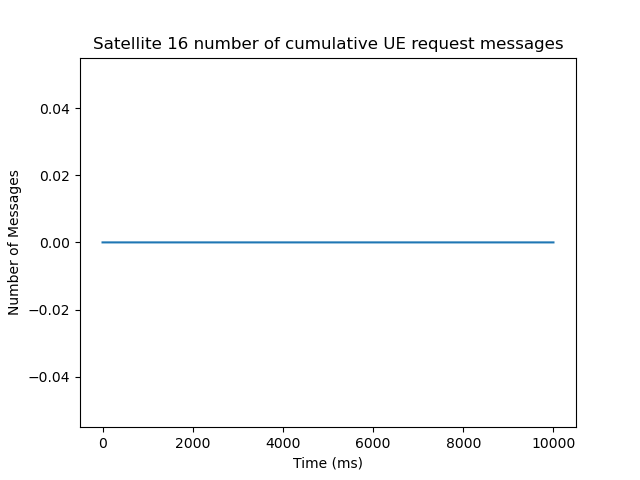 Satellite 16 number of cumulative UE request messages
Number of Messages
0.04
0.02
0.00
−0.02
−0.04
0 2000 4000 6000 8000 10000
Time (ms)